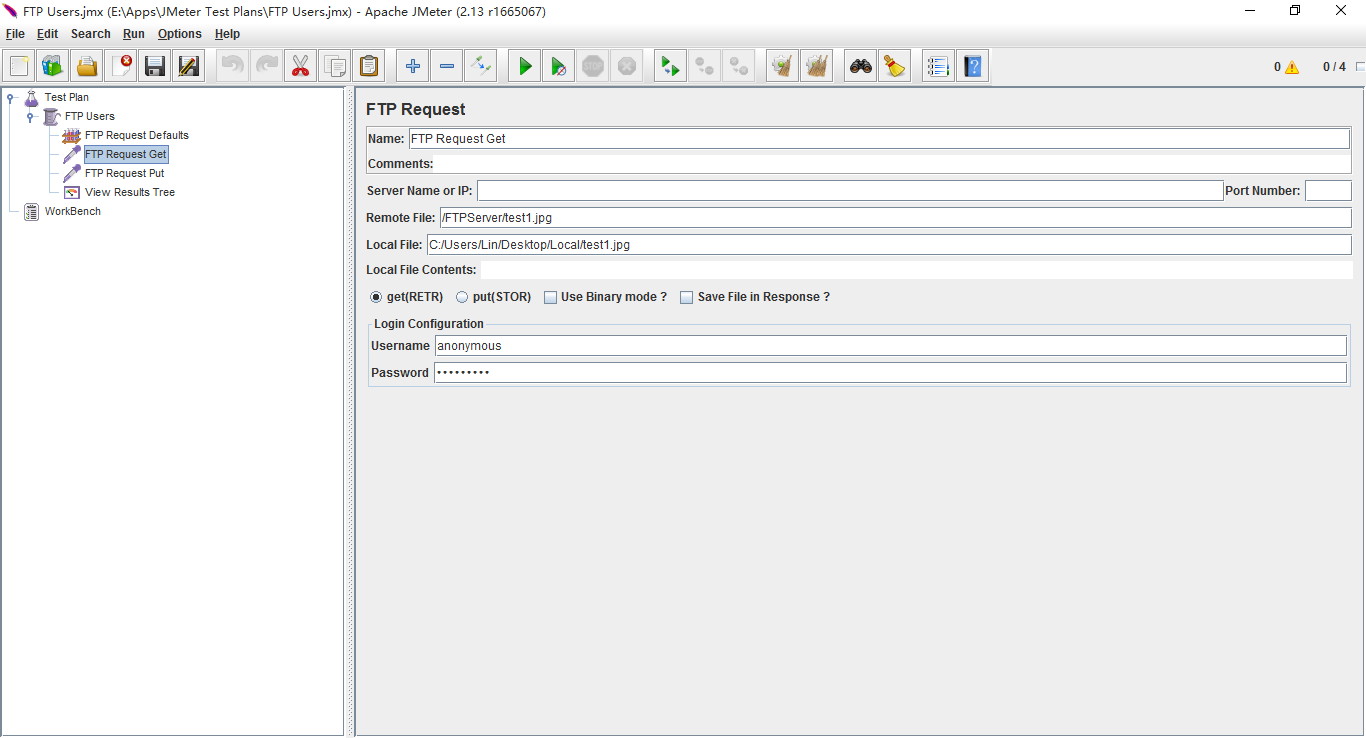 FTP Users.jmx (E:\Apps\JMeter Test Plans\FTP Users.jmx) - Apache JMeter (2.13 r1665067)
File Edit Search Run Options Help
STOP
0 0 / 4
Test Plan
FTP Users
FTP Request Defaults
FTP Request Get
FTP Request Put
View Results Tree
WorkBench
FTP Request
Name: FTP Request Get
Comments:
Server Name or IP: Port Number:
Remote File: /FTPServer/test1.jpg
Local File: C:/Users/Lin/Desktop/Local/test1.jpg
Local File Contents:
get(RETR) put(STOR) Use Binary mode ? Save File in Response ?
Login Configuration
Username anonymous
Password •••••••••